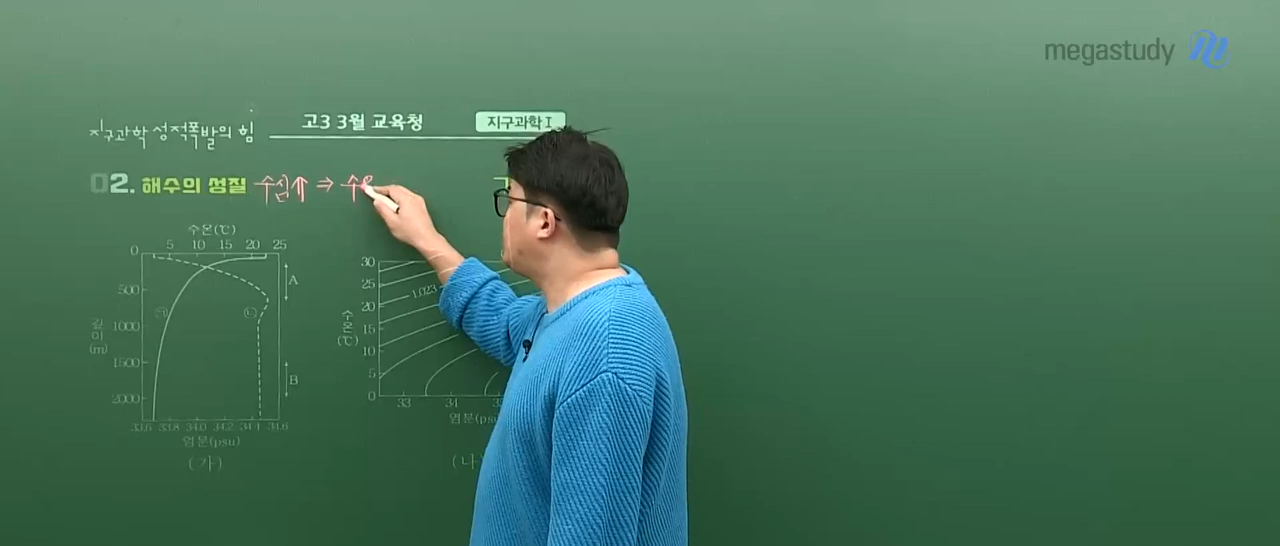 megastudy
지구과학 성적폭발의 힘
고3 3월 교육청
지구과학 I
02. 해수의 성질
수심↑ ⇒ 수
수온(℃)
0 5 10 15 20 25
500
1000
1500
2000
깊이(m)
㉠
㉡
A
B
33.6 33.8 34.0 34.2 34.4 34.6
염분(psu)
(가)
30
25
20
15
10
5
0
수온(℃)
1.023
33 34
염분(psu
(나